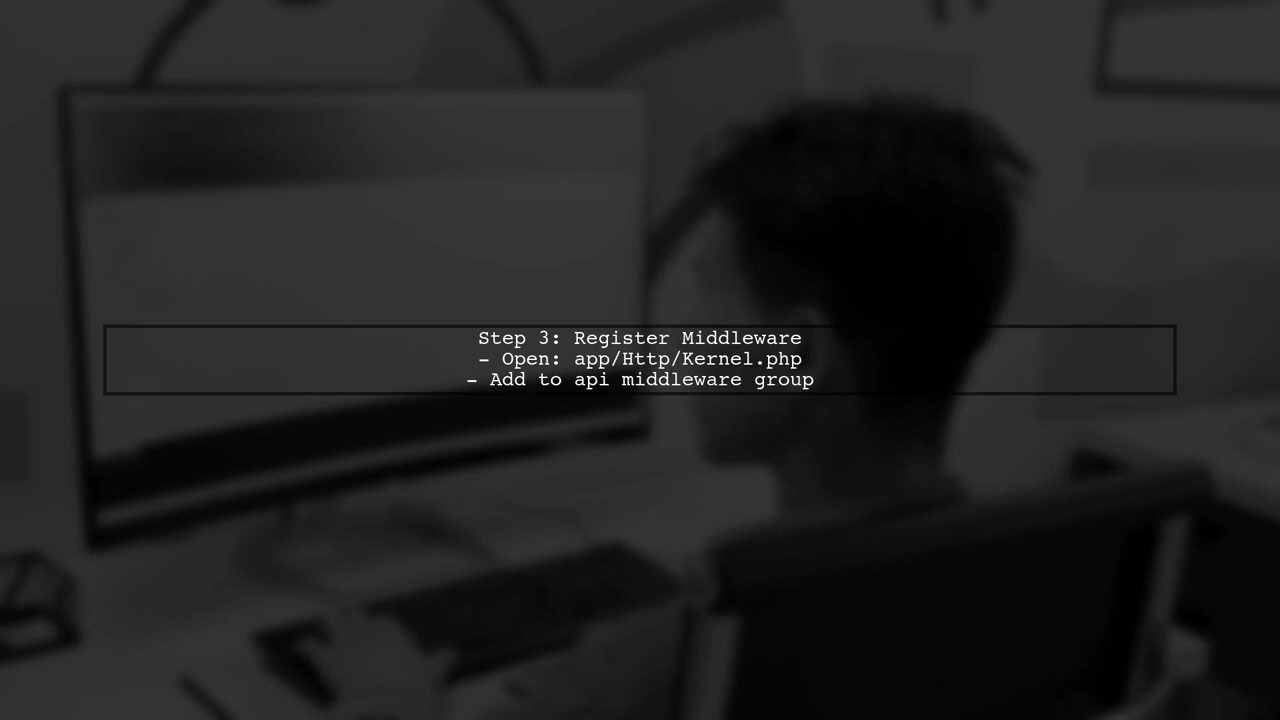 Step 3: Register Middleware
- Open: app/Http/Kernel.php
- Add to api middleware group